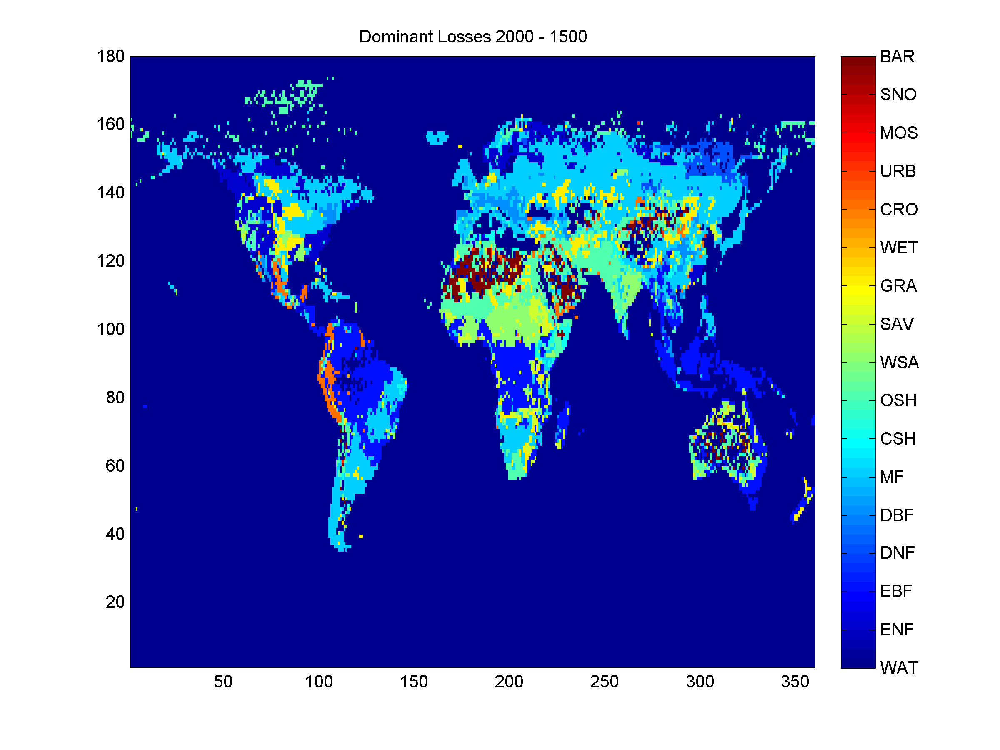 Dominant Losses 2000 - 1500
180
160
140
120
100
80
60
40
20
50 100 150 200 250 300 350
BAR
SNO
MOS
URB
CRO
WET
GRA
SAV
WSA
OSH
CSH
MF
DBF
DNF
EBF
ENF
WAT